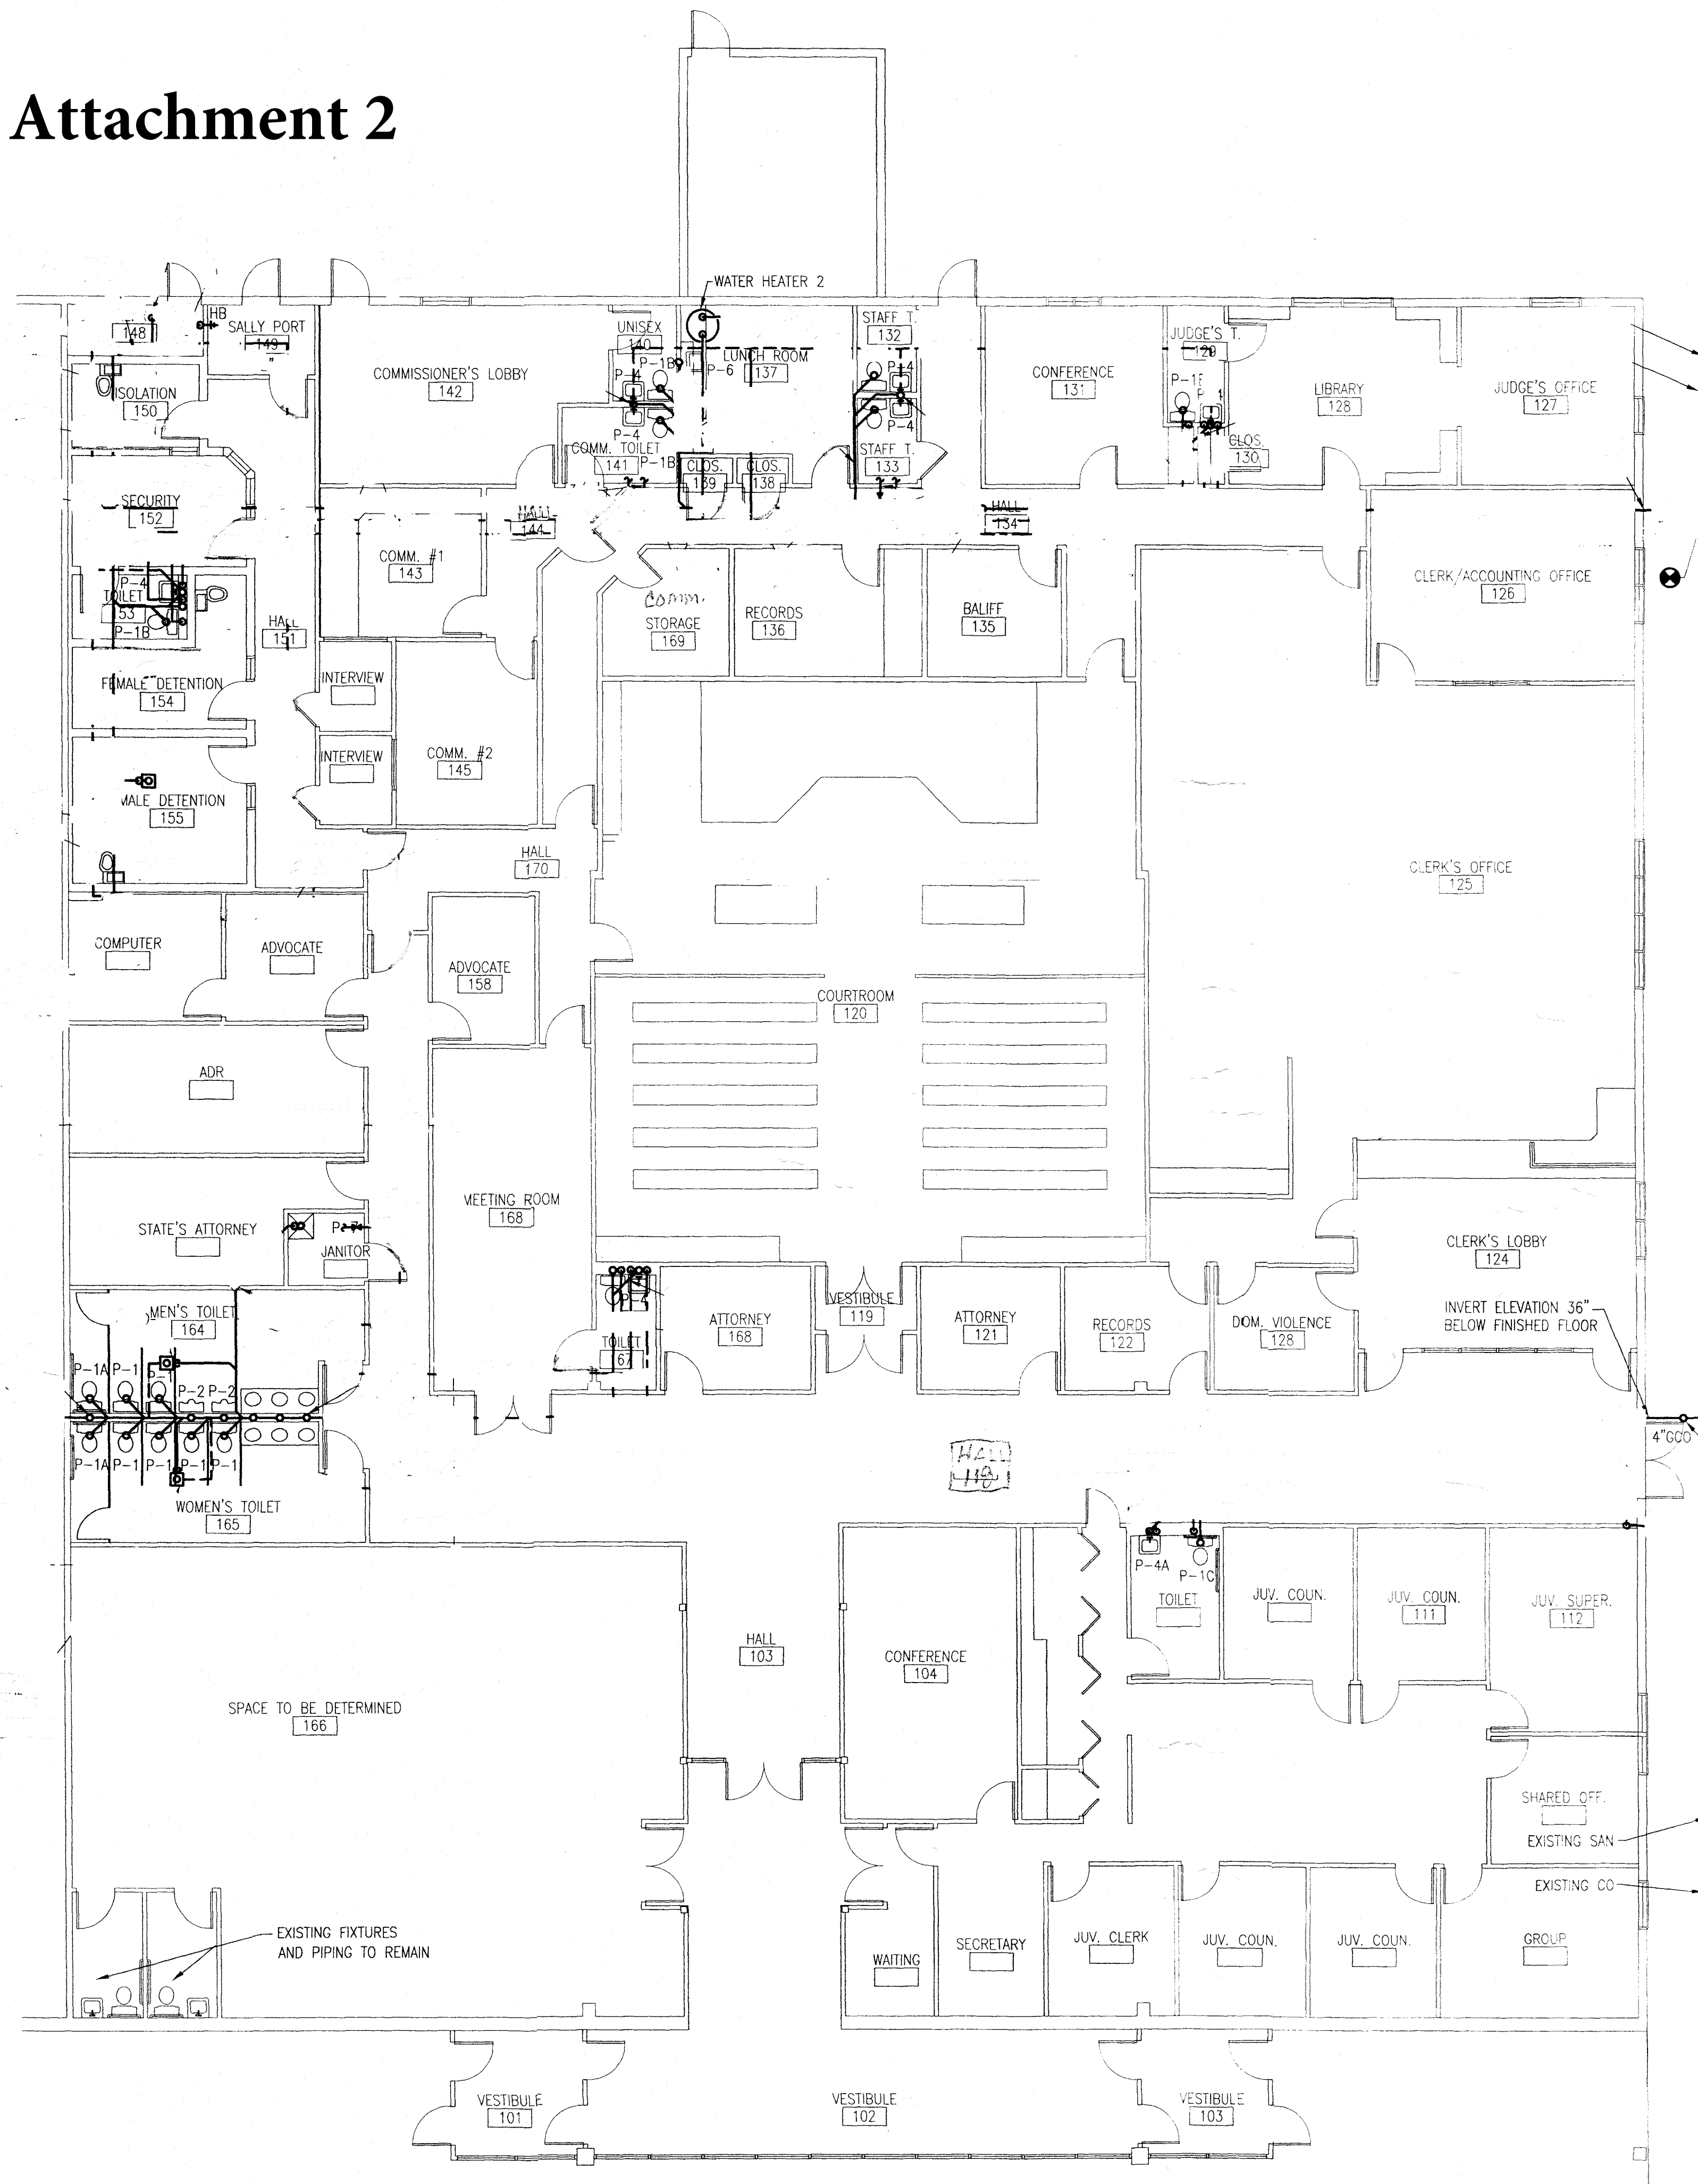 Attachment 2
WATER HEATER 2
HB
148
SALLY PORT
149
ISOLATION
150
COMMISSIONER'S LOBBY
142
UNISEX
140
P-1B
P-4
P-4
COMM. TOILET
141
P-1B
P-6
LUNCH ROOM
137
CLOS.
139
CLOS.
138
STAFF T.
132
P-4
P-4
STAFF T.
133
CONFERENCE
131
JUDGE'S T.
129
CLOS.
130
LIBRARY
128
JUDGE'S OFFICE
127
SECURITY
152
HALL
144
HALL
134
COMM. #1
143
CLERK/ACCOUNTING OFFICE
126
P-4
TOILET
P-1B
HALL
151
Comm.
STORAGE
169
RECORDS
136
BALIFF
135
FEMALE DETENTION
154
INTERVIEW
INTERVIEW
COMM. #2
145
MALE DETENTION
155
HALL
170
CLERK'S OFFICE
125
COMPUTER
ADVOCATE
ADVOCATE
158
COURTROOM
120
ADR
MEETING ROOM
168
STATE'S ATTORNEY
JANITOR
CLERK'S LOBBY
124
MEN'S TOILET
164
P-4
TOILET
ATTORNEY
168
VESTIBULE
119
ATTORNEY
121
RECORDS
122
DOM. VIOLENCE
128
INVERT ELEVATION 36"
BELOW FINISHED FLOOR
P-1A
P-1
P-2
P-2
P-1A
P-1
P-1
P-1
P-1
4"GCO
HALL
118
WOMEN'S TOILET
165
P-4A
P-1C
TOILET
JUV. COUN.
JUV. COUN.
111
JUV. SUPER.
112
HALL
103
CONFERENCE
104
SPACE TO BE DETERMINED
166
SHARED OFF.
EXISTING SAN
EXISTING CO
EXISTING FIXTURES
AND PIPING TO REMAIN
WAITING
SECRETARY
JUV. CLERK
JUV. COUN.
JUV. COUN.
GROUP
VESTIBULE
101
VESTIBULE
102
VESTIBULE
103